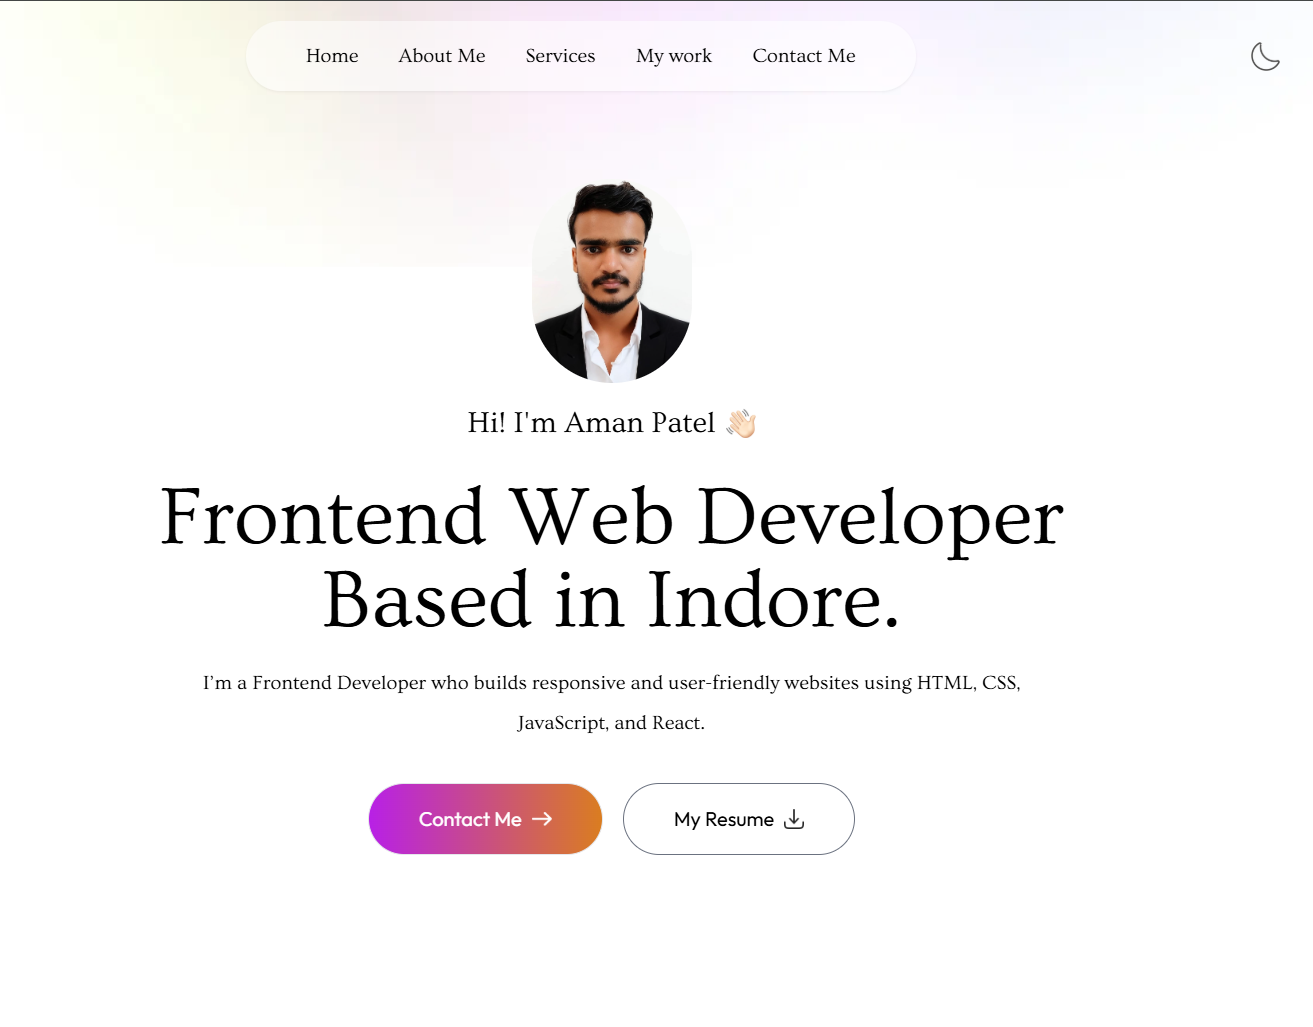 Home About Me Services My work Contact Me
Hi! I'm Aman Patel 👋🏻
Frontend Web Developer
Based in Indore.
I’m a Frontend Developer who builds responsive and user-friendly websites using HTML, CSS,
JavaScript, and React.
Contact Me → My Resume